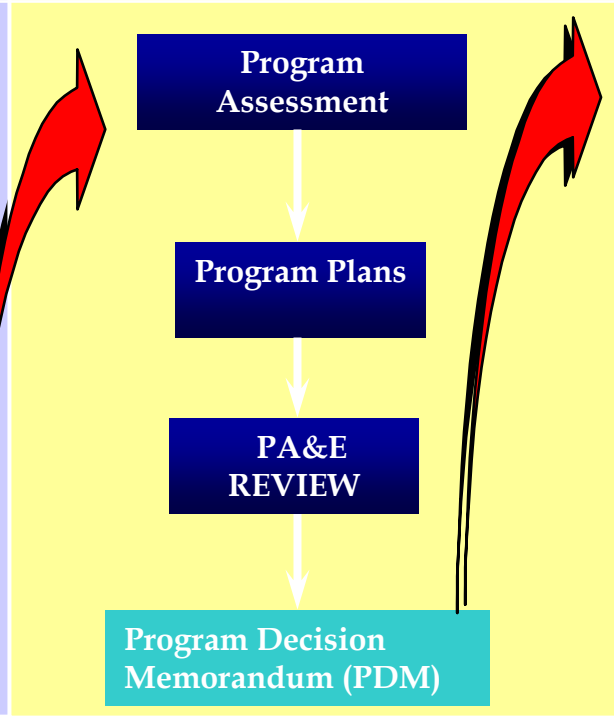 Program
Assessment
Program Plans
PA&E
REVIEW
Program Decision
Memorandum (PDM)